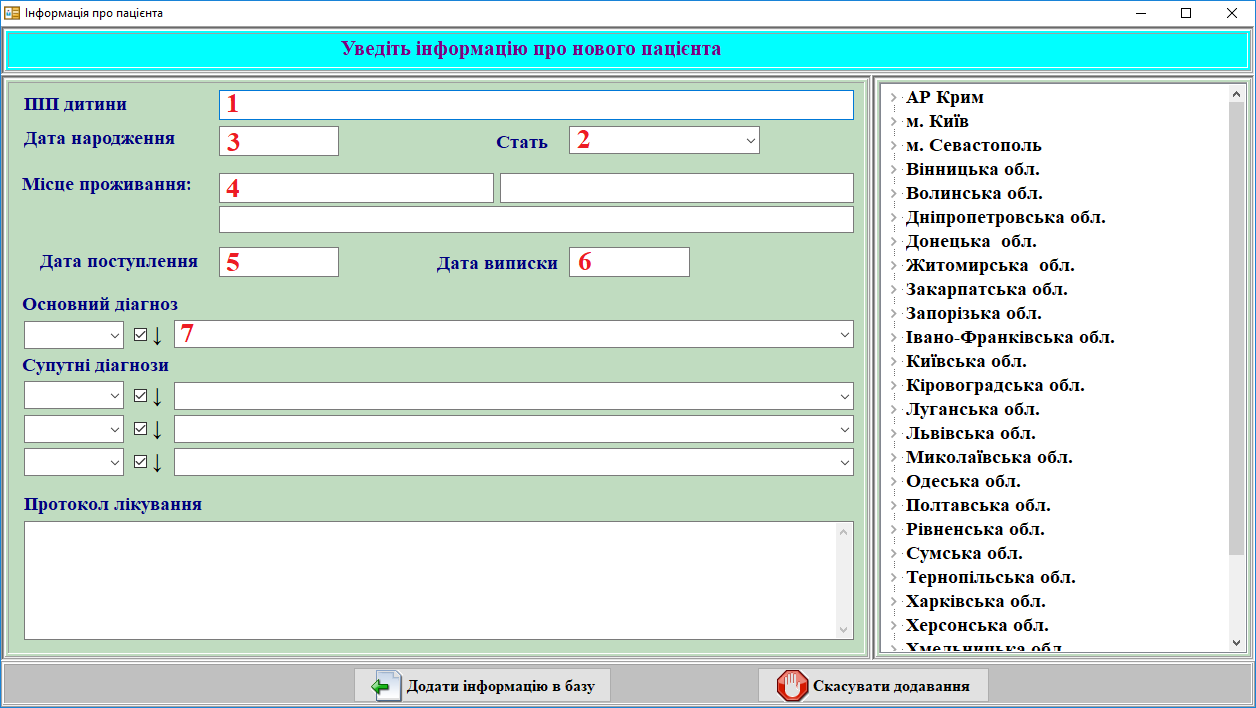 Інформація про пацієнта
Уведіть інформацію про нового пацієнта
ПІП дитини 1
Дата народження 3 Стать 2
Місце проживання: 4
Дата поступлення 5 Дата виписки 6
Основний діагноз
↓ 7
Супутні діагнози
↓
↓
↓
Протокол лікування
АР Крим
м. Київ
м. Севастополь
Вінницька обл.
Волинська обл.
Дніпропетровська обл.
Донецька  обл.
Житомирська  обл.
Закарпатська обл.
Запорізька обл.
Івано-Франківська обл.
Київська обл.
Кіровоградська обл.
Луганська обл.
Львівська обл.
Миколаївська обл.
Одеська обл.
Полтавська обл.
Рівненська обл.
Сумська обл.
Тернопільська обл.
Харківська обл.
Херсонська обл.
Хмельницька обл.
Додати інформацію в базу
Скасувати додавання